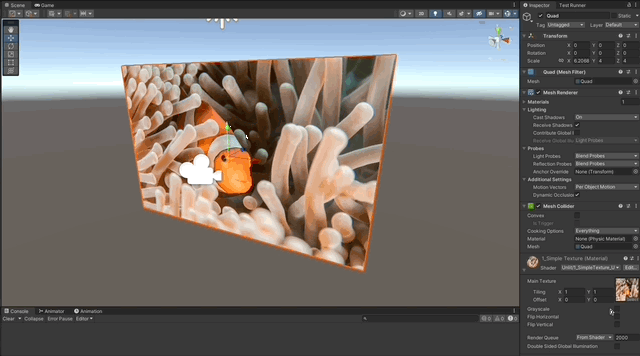 Scene Game
Inspector Test Runner
Quad Static
Tag Untagged Layer Default
Transform
Position X 0 Y 0 Z 0
Rotation X 0 Y 0 Z 0
Scale X 6.2088 Y 4 Z 4
Quad (Mesh Filter)
Mesh Quad
Mesh Renderer
Materials 1
Lighting
Cast Shadows On
Receive Shadows
Contribute Global
Light Probes
Probes
Light Probes Blend Probes
Reflection Probes Blend Probes
Anchor Override None (Transform)
Additional Settings
Motion Vectors Per Object Motion
Dynamic Occlusion
Mesh Collider
Convex
Is Trigger
Cooking Options Everything
Material None (Physic Material)
Mesh Quad
1_Simple Texture (Material)
Shader Unlit/1_SimpleTexture_U Edit...
Main Texture
Tiling X 1 Y 1
Offset X 0 Y 0
Grayscale
Flip Horizontal
Flip Vertical
Render Queue From Shader 2000
Double Sided Global Illumination
Console Animator Animation
Clear Collapse Error Pause Editor